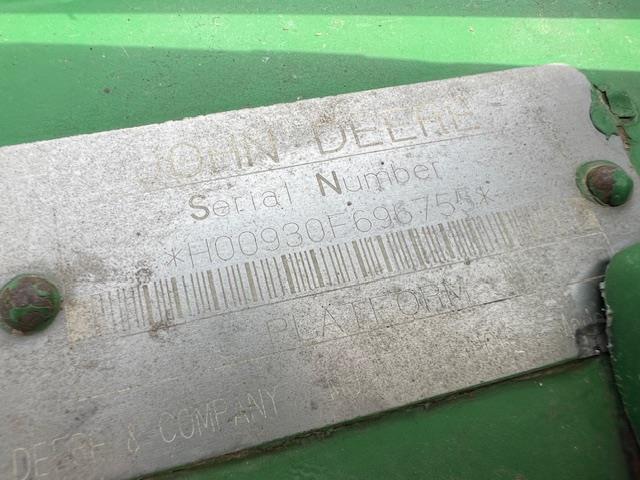 JOHN DEERE
Serial Number
*H00930F696755*
PLATFORM
DEERE & COMPANY